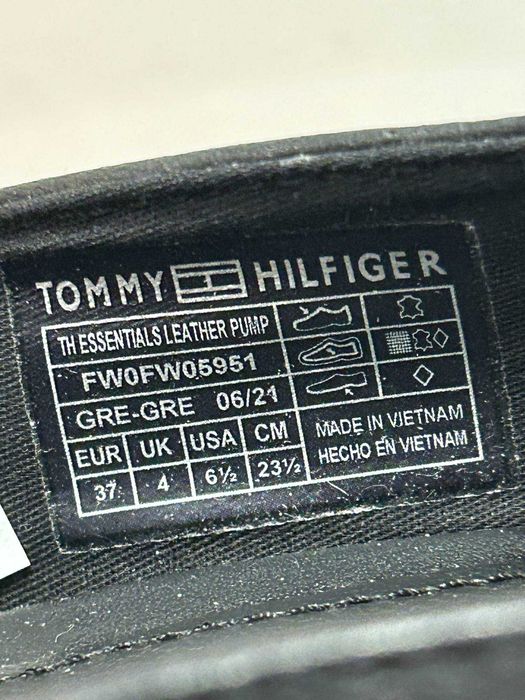 TOMMY HILFIGER
TH ESSENTIALS LEATHER PUMP
FW0FW05951
GRE-GRE 06/21
EUR UK USA CM
37 4 6½ 23½
MADE IN VIETNAM
HECHO EN VIETNAM